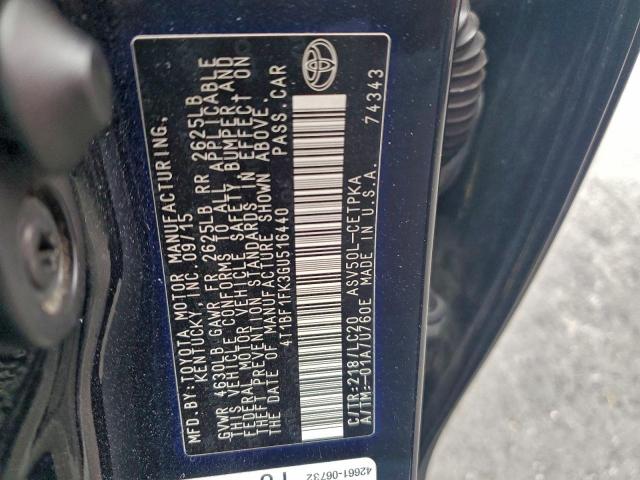 MFD. BY:TOYOTA MOTOR MANUFACTURING,
KENTUCKY, INC. 09/15
GVWR 4630LB GAWR FR 2625LB RR 2625LB
THIS VEHICLE CONFORMS TO ALL APPLICABLE
FEDERAL MOTOR VEHICLE SAFETY, BUMPER, AND
THEFT PREVENTION STANDARDS IN EFFECT ON
THE DATE OF MANUFACTURE SHOWN ABOVE.
4T1BF1FK3GU516440 PASS.CAR
C/TR:218/LC20 ASV50L-CETPKA
A/TM:-01A/U760E MADE IN U.S.A.
74343
42661-06732